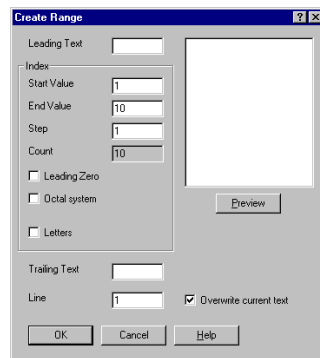 Create Range
Leading Text
Index
Start Value 1
End Value 10
Step 1
Count 10
Leading Zero
Octal system
Preview
Letters
Trailing Text
Line 1 Overwrite current text
OK Cancel Help